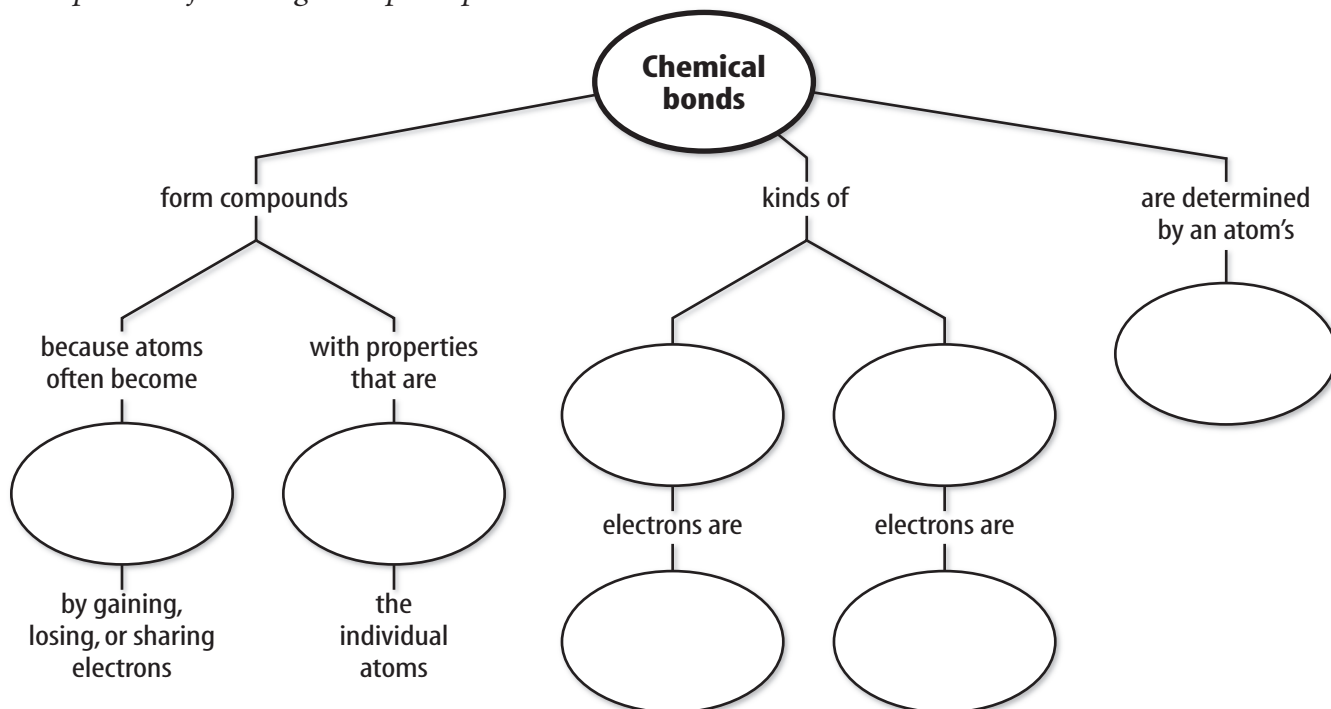 Chemical
bonds
form compounds
kinds of
are determined
by an atom's
because atoms
often become
with properties
that are
electrons are
electrons are
by gaining,
losing, or sharing
electrons
the
individual
atoms